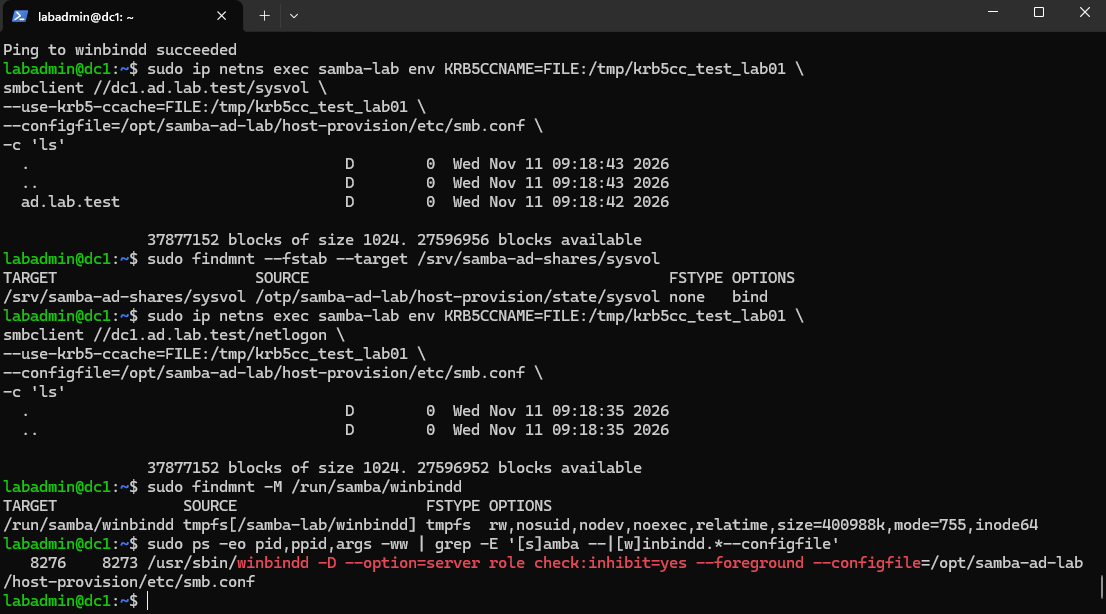 labadmin@dc1: ~
Ping to winbindd succeeded
labadmin@dc1:~$ sudo ip netns exec samba-lab env KRB5CCNAME=FILE:/tmp/krb5cc_test_lab01 \
smbclient //dc1.ad.lab.test/sysvol \
--use-krb5-ccache=FILE:/tmp/krb5cc_test_lab01 \
--configfile=/opt/samba-ad-lab/host-provision/etc/smb.conf \
-c 'ls'
  .                                   D        0  Wed Nov 11 09:18:43 2026
  ..                                  D        0  Wed Nov 11 09:18:43 2026
  ad.lab.test                         D        0  Wed Nov 11 09:18:42 2026
                37877152 blocks of size 1024. 27596956 blocks available
labadmin@dc1:~$ sudo findmnt --fstab --target /srv/samba-ad-shares/sysvol
TARGET                      SOURCE                                       FSTYPE OPTIONS
/srv/samba-ad-shares/sysvol /otp/samba-ad-lab/host-provision/state/sysvol none   bind
labadmin@dc1:~$ sudo ip netns exec samba-lab env KRB5CCNAME=FILE:/tmp/krb5cc_test_lab01 \
smbclient //dc1.ad.lab.test/netlogon \
--use-krb5-ccache=FILE:/tmp/krb5cc_test_lab01 \
--configfile=/opt/samba-ad-lab/host-provision/etc/smb.conf \
-c 'ls'
  .                                   D        0  Wed Nov 11 09:18:35 2026
  ..                                  D        0  Wed Nov 11 09:18:35 2026
                37877152 blocks of size 1024. 27596952 blocks available
labadmin@dc1:~$ sudo findmnt -M /run/samba/winbindd
TARGET              SOURCE                     FSTYPE OPTIONS
/run/samba/winbindd tmpfs[/samba-lab/winbindd] tmpfs  rw,nosuid,nodev,noexec,relatime,size=400988k,mode=755,inode64
labadmin@dc1:~$ sudo ps -eo pid,ppid,args -ww | grep -E '[s]amba --|[w]inbindd.*--configfile'
   8276    8273 /usr/sbin/winbindd -D --option=server role check:inhibit=yes --foreground --configfile=/opt/samba-ad-lab
/host-provision/etc/smb.conf
labadmin@dc1:~$